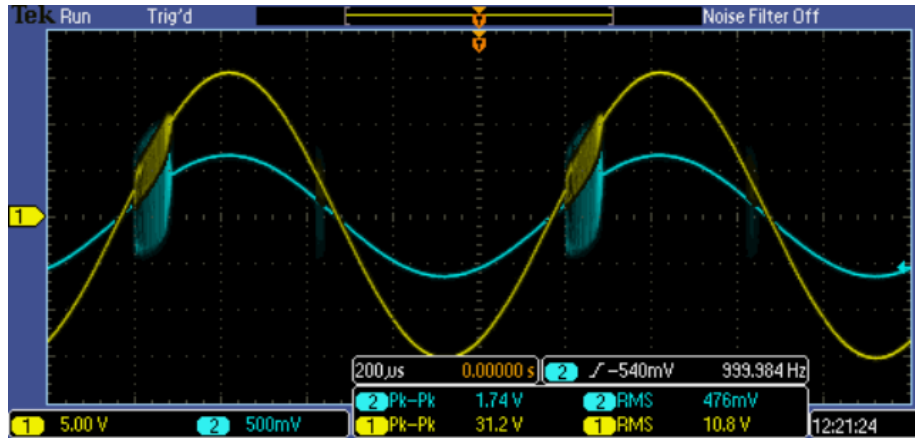 Tek Run Trig'd Noise Filter Off
T
T
1
200µs 0.00000 s 2 ∫ −540mV 999.984 Hz
2 Pk−Pk 1.74 V 2 RMS 476mV
1 Pk−Pk 31.2 V 1 RMS 10.8 V
1 5.00 V 2 500mV 12:21:24